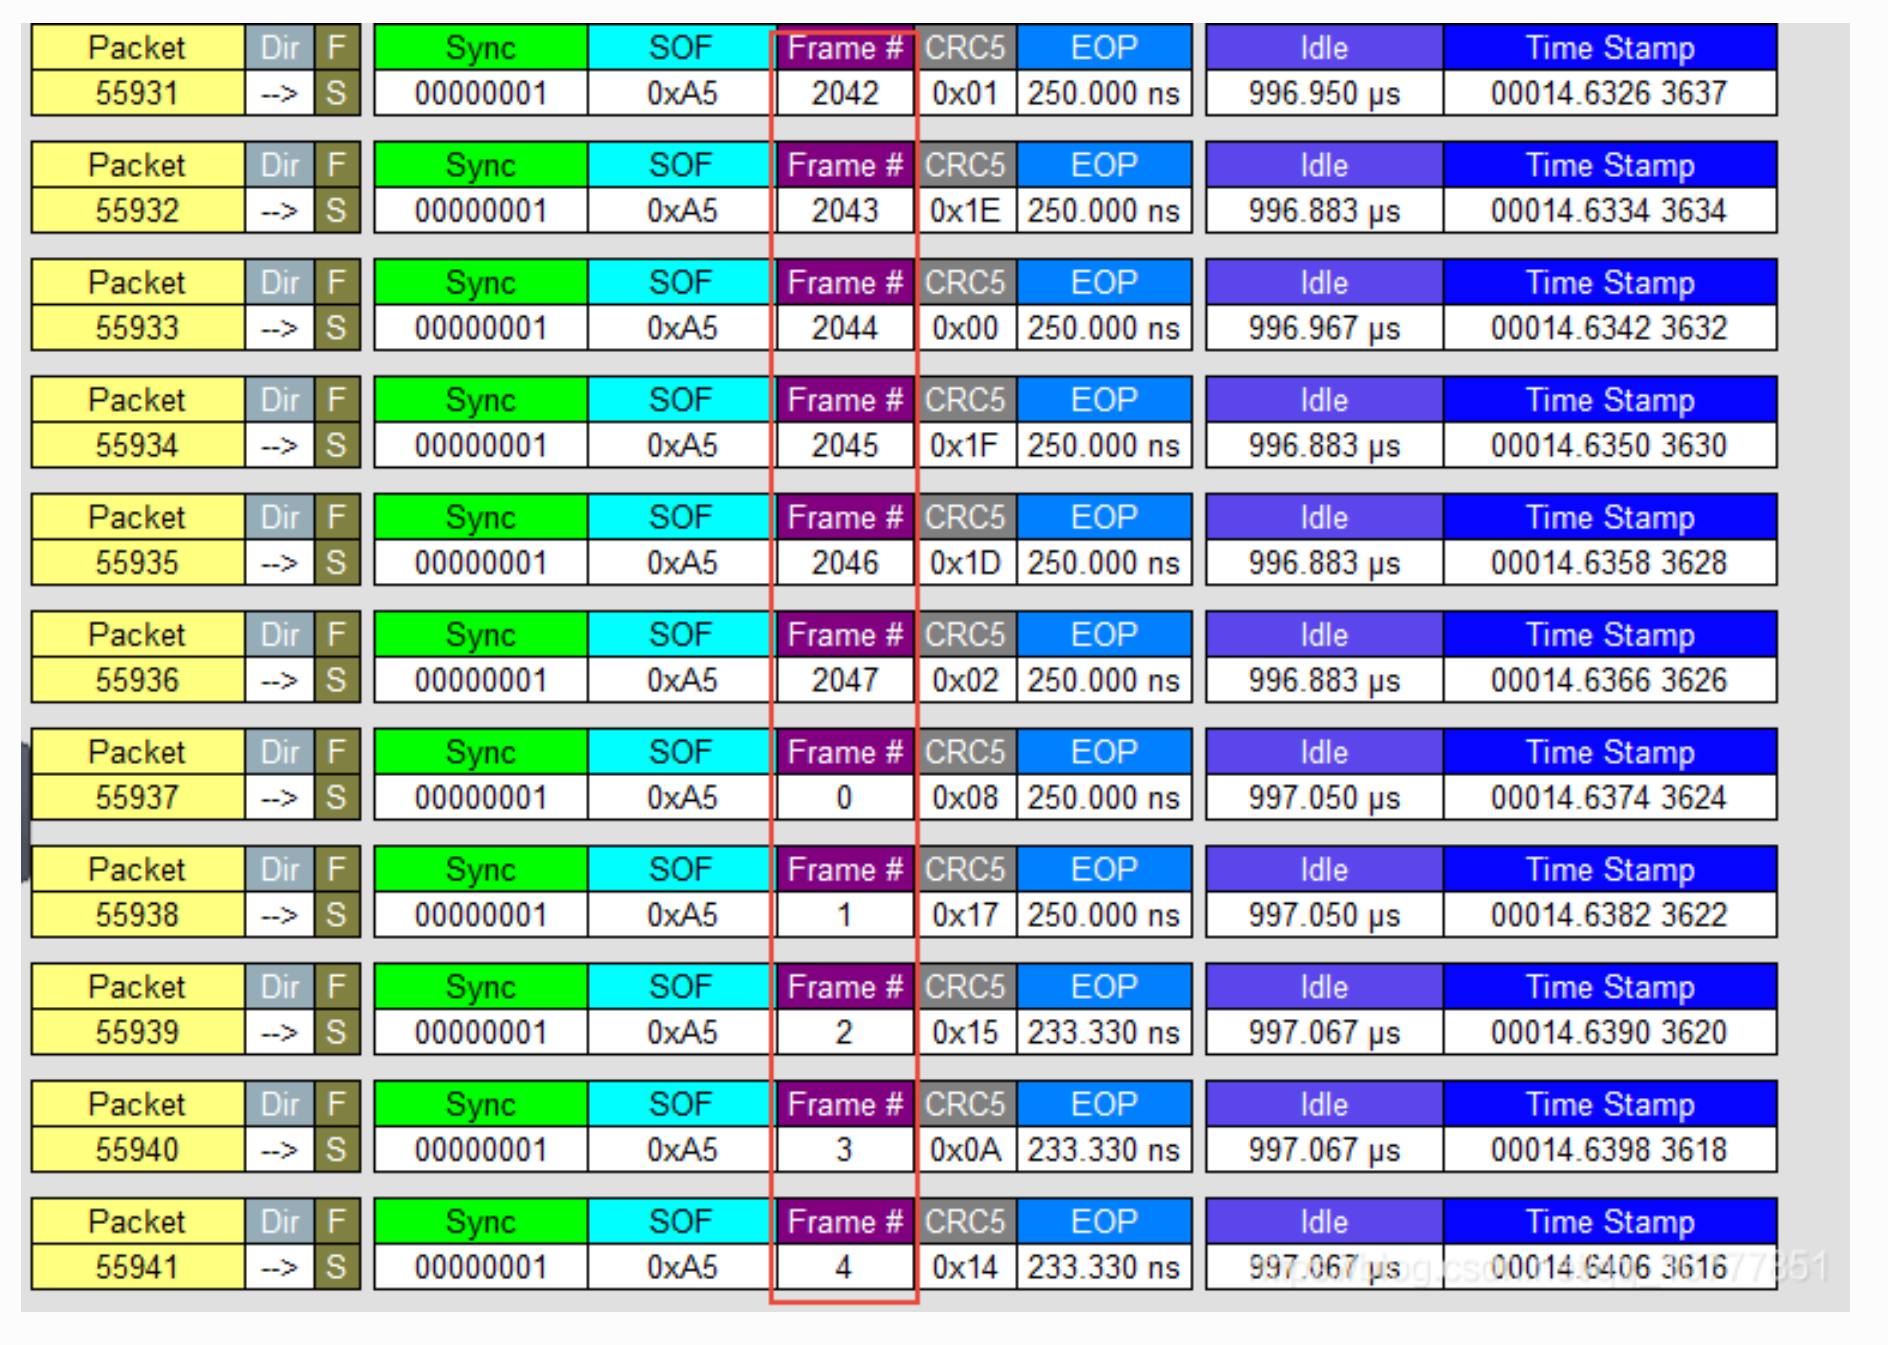 Packet Dir F Sync SOF Frame # CRC5 EOP Idle Time Stamp
55931 --> S 00000001 0xA5 2042 0x01 250.000 ns 996.950 µs 00014.6326 3637
Packet Dir F Sync SOF Frame # CRC5 EOP Idle Time Stamp
55932 --> S 00000001 0xA5 2043 0x1E 250.000 ns 996.883 µs 00014.6334 3634
Packet Dir F Sync SOF Frame # CRC5 EOP Idle Time Stamp
55933 --> S 00000001 0xA5 2044 0x00 250.000 ns 996.967 µs 00014.6342 3632
Packet Dir F Sync SOF Frame # CRC5 EOP Idle Time Stamp
55934 --> S 00000001 0xA5 2045 0x1F 250.000 ns 996.883 µs 00014.6350 3630
Packet Dir F Sync SOF Frame # CRC5 EOP Idle Time Stamp
55935 --> S 00000001 0xA5 2046 0x1D 250.000 ns 996.883 µs 00014.6358 3628
Packet Dir F Sync SOF Frame # CRC5 EOP Idle Time Stamp
55936 --> S 00000001 0xA5 2047 0x02 250.000 ns 996.883 µs 00014.6366 3626
Packet Dir F Sync SOF Frame # CRC5 EOP Idle Time Stamp
55937 --> S 00000001 0xA5 0 0x08 250.000 ns 997.050 µs 00014.6374 3624
Packet Dir F Sync SOF Frame # CRC5 EOP Idle Time Stamp
55938 --> S 00000001 0xA5 1 0x17 250.000 ns 997.050 µs 00014.6382 3622
Packet Dir F Sync SOF Frame # CRC5 EOP Idle Time Stamp
55939 --> S 00000001 0xA5 2 0x15 233.330 ns 997.067 µs 00014.6390 3620
Packet Dir F Sync SOF Frame # CRC5 EOP Idle Time Stamp
55940 --> S 00000001 0xA5 3 0x0A 233.330 ns 997.067 µs 00014.6398 3618
Packet Dir F Sync SOF Frame # CRC5 EOP Idle Time Stamp
55941 --> S 00000001 0xA5 4 0x14 233.330 ns 997.067 µs 00014.6406 3616